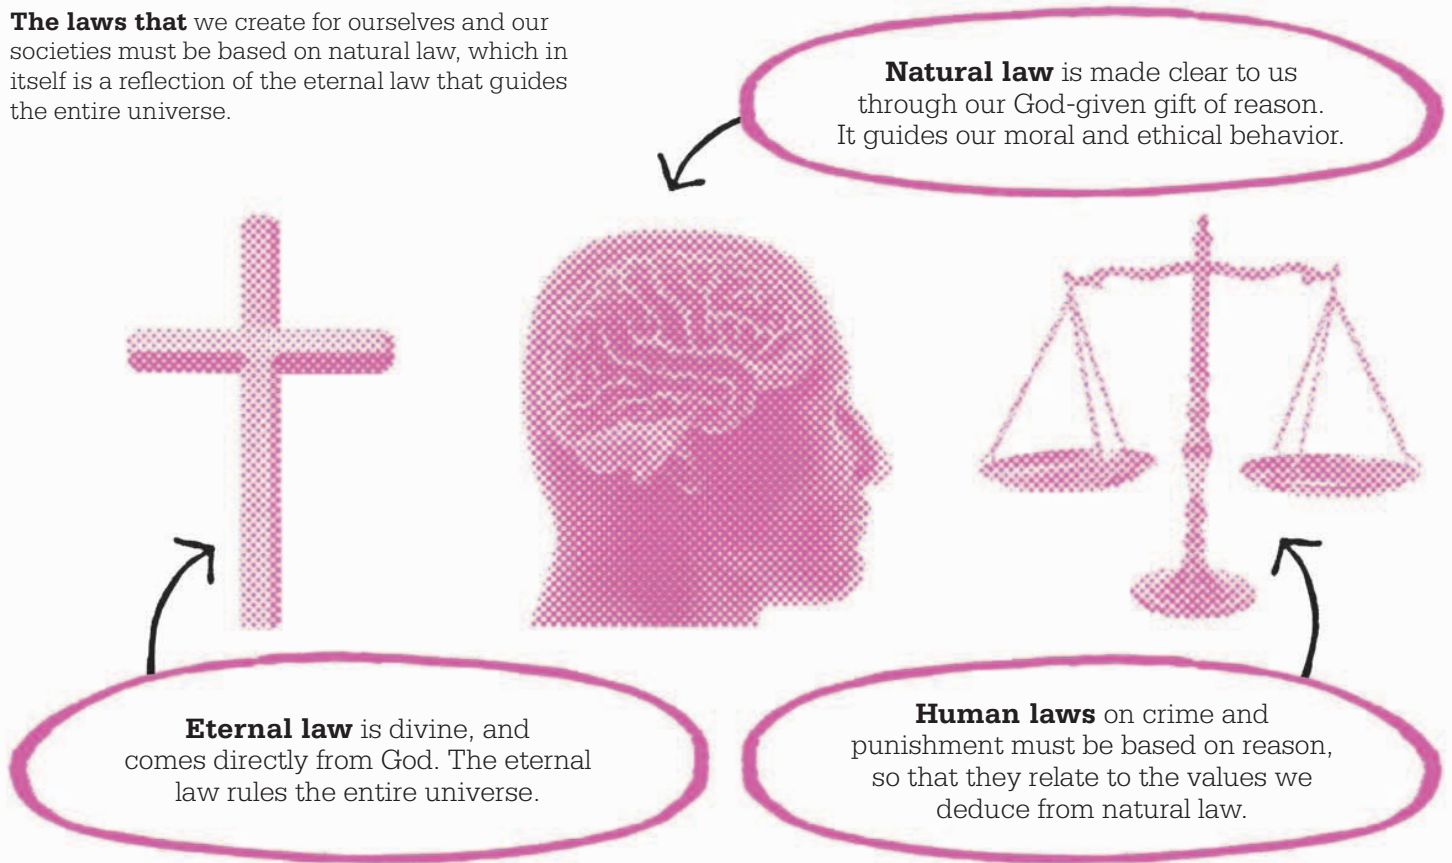 The laws that we create for ourselves and our
societies must be based on natural law, which in
itself is a reflection of the eternal law that guides
the entire universe.
Natural law is made clear to us
through our God-given gift of reason.
It guides our moral and ethical behavior.
Eternal law is divine, and
comes directly from God. The eternal
law rules the entire universe.
Human laws on crime and
punishment must be based on reason,
so that they relate to the values we
deduce from natural law.